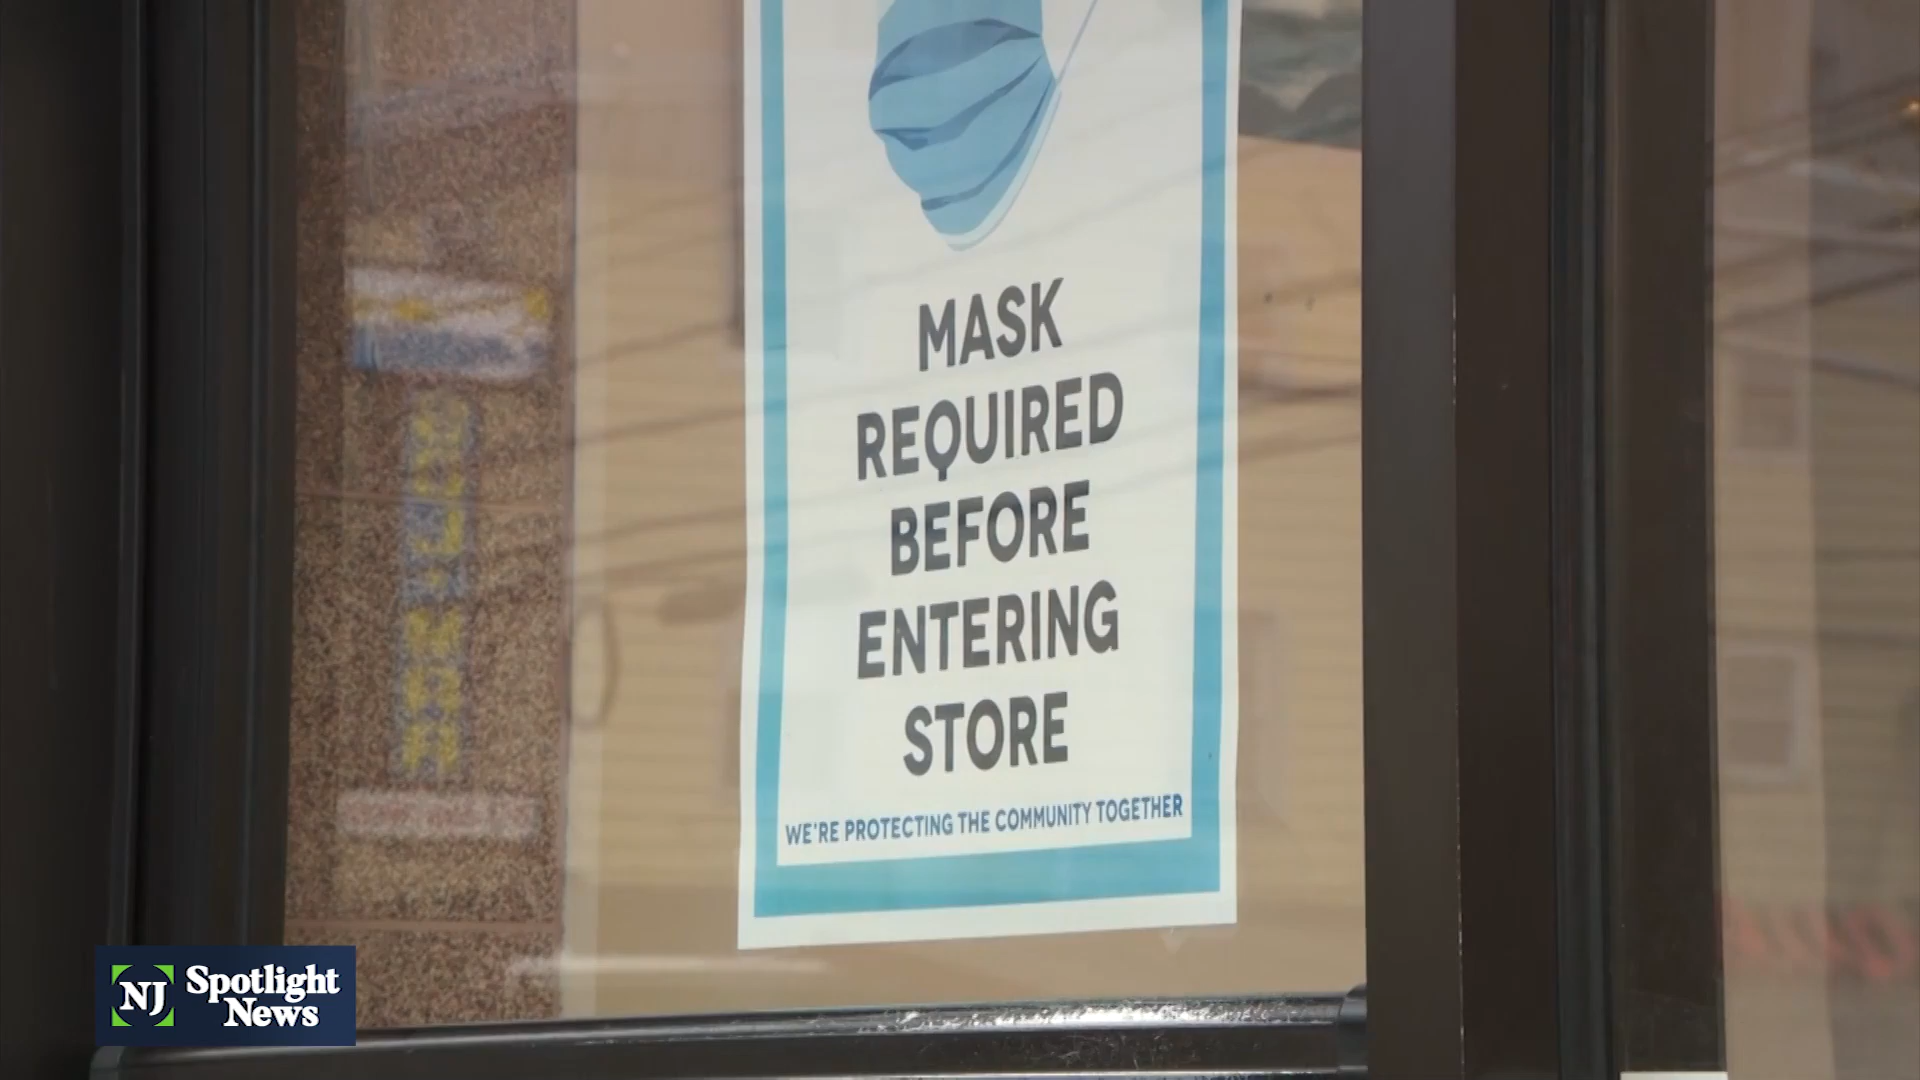 MASK
REQUIRED
BEFORE
ENTERING
STORE
WE'RE PROTECTING THE COMMUNITY TOGETHER
NJ Spotlight
News